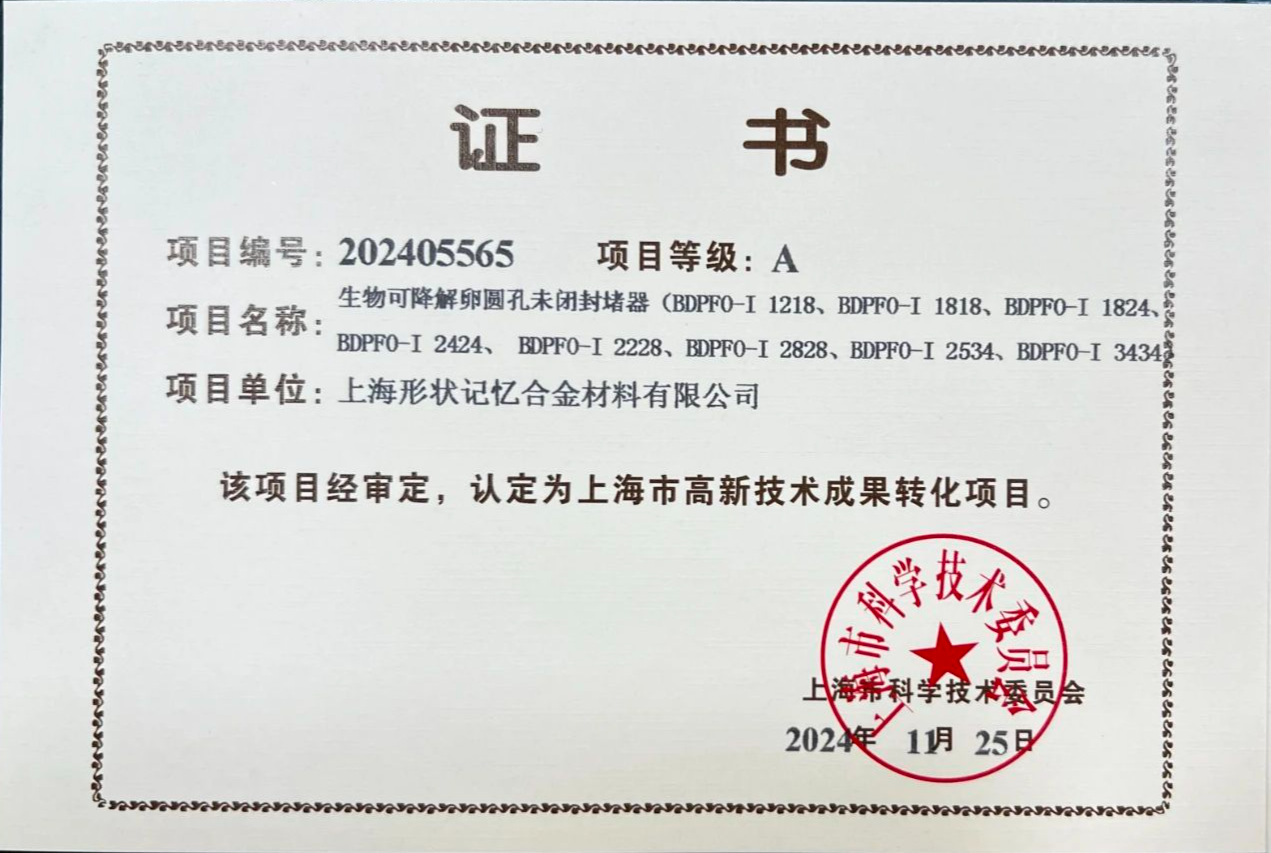 证 书
项目编号：202405565 项目等级：A
项目名称：生物可降解卵圆孔未闭封堵器（BDPFO-I 1218、BDPFO-I 1818、BDPFO-I 1824、
BDPFO-I 2424、 BDPFO-I 2228、BDPFO-I 2828、BDPFO-I 2534、BDPFO-I 3434
项目单位：上海形状记忆合金材料有限公司
该项目经审定，认定为上海市高新技术成果转化项目。
上海市科学技术委员会
上海市科学技术委员会
2024年 11月 25日